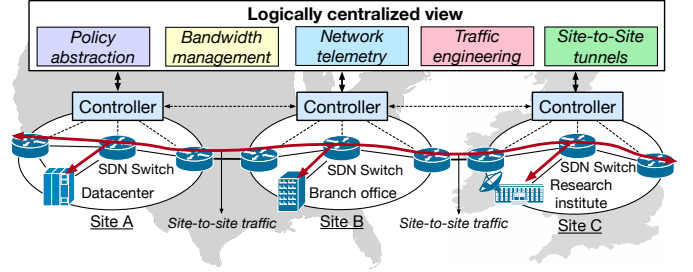 Logically centralized view
Policy
abstraction
Bandwidth
management
Network
telemetry
Traffic
engineering
Site-to-Site
tunnels
Controller
Controller
Controller
SDN Switch
Datacenter
Site A
Site-to-site traffic
SDN Switch
Branch office
Site B
Site-to-site traffic
SDN Switch
Research
institute
Site C